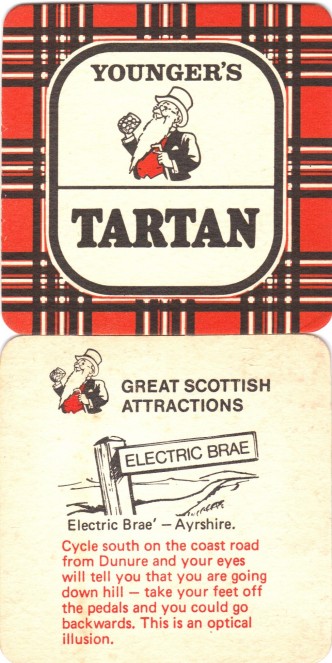 YOUNGER'S
TARTAN
GREAT SCOTTISH
ATTRACTIONS
ELECTRIC BRAE
Electric Brae' – Ayrshire.
Cycle south on the coast road
from Dunure and your eyes
will tell you that you are going
down hill – take your feet off
the pedals and you could go
backwards. This is an optical
illusion.